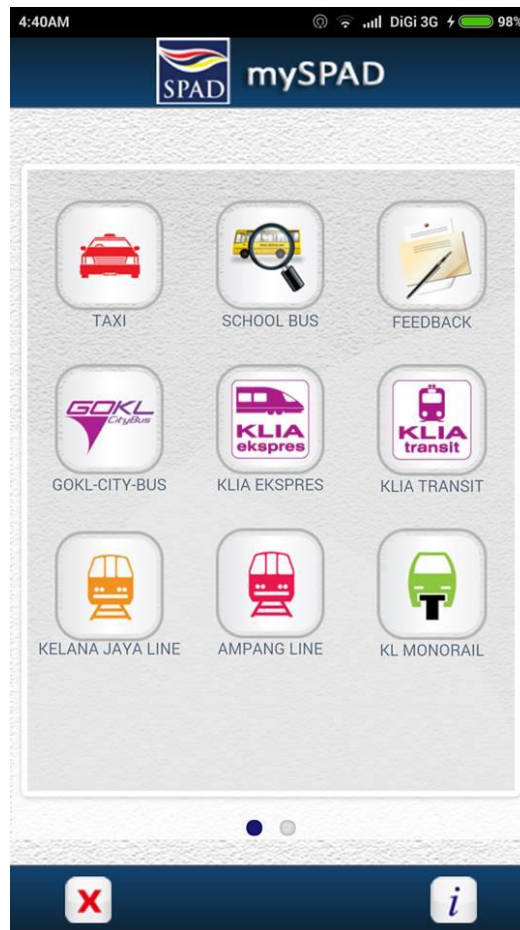 4:40AM DiGi 3G 98%
SPAD mySPAD
TAXI SCHOOL BUS FEEDBACK
GOKL
CityBus
KLIA
ekspres
KLIA
transit
GOKL-CITY-BUS KLIA EKSPRES KLIA TRANSIT
KELANA JAYA LINE AMPANG LINE KL MONORAIL
X i